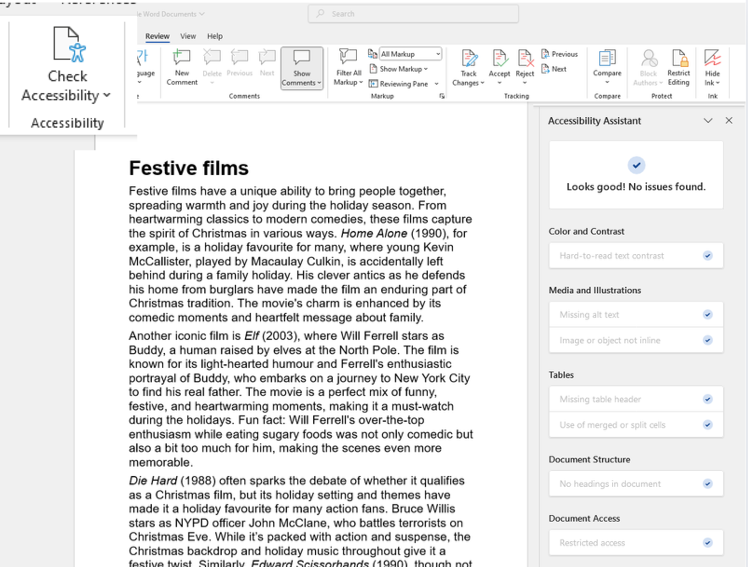 Check
Accessibility
Accessibility
e Word Documents
Search
Review View Help
New
Comment
Delete
Previous
Next
Show
Comments
Comments
Filter All
Markup
All Markup
Show Markup
Reviewing Pane
Markup
Track
Changes
Accept
Reject
Previous
Next
Tracking
Compare
Compare
Block
Authors
Restrict
Editing
Protect
Hide
Ink
Ink
Festive films
Festive films have a unique ability to bring people together,
spreading warmth and joy during the holiday season. From
heartwarming classics to modern comedies, these films capture
the spirit of Christmas in various ways. Home Alone (1990), for
example, is a holiday favourite for many, where young Kevin
McCallister, played by Macaulay Culkin, is accidentally left
behind during a family holiday. His clever antics as he defends
his home from burglars have made the film an enduring part of
Christmas tradition. The movie's charm is enhanced by its
comedic moments and heartfelt message about family.
Another iconic film is Elf (2003), where Will Ferrell stars as
Buddy, a human raised by elves at the North Pole. The film is
known for its light-hearted humour and Ferrell's enthusiastic
portrayal of Buddy, who embarks on a journey to New York City
to find his real father. The movie is a perfect mix of funny,
festive, and heartwarming moments, making it a must-watch
during the holidays. Fun fact: Will Ferrell's over-the-top
enthusiasm while eating sugary foods was not only comedic but
also a bit too much for him, making the scenes even more
memorable.
Die Hard (1988) often sparks the debate of whether it qualifies
as a Christmas film, but its holiday setting and themes have
made it a holiday favourite for many action fans. Bruce Willis
stars as NYPD officer John McClane, who battles terrorists on
Christmas Eve. While it's packed with action and suspense, the
Christmas backdrop and holiday music throughout give it a
festive twist. Similarly, Edward Scissorhands (1990), though not
Accessibility Assistant
Looks good! No issues found.
Color and Contrast
Hard-to-read text contrast
Media and Illustrations
Missing alt text
Image or object not inline
Tables
Missing table header
Use of merged or split cells
Document Structure
No headings in document
Document Access
Restricted access